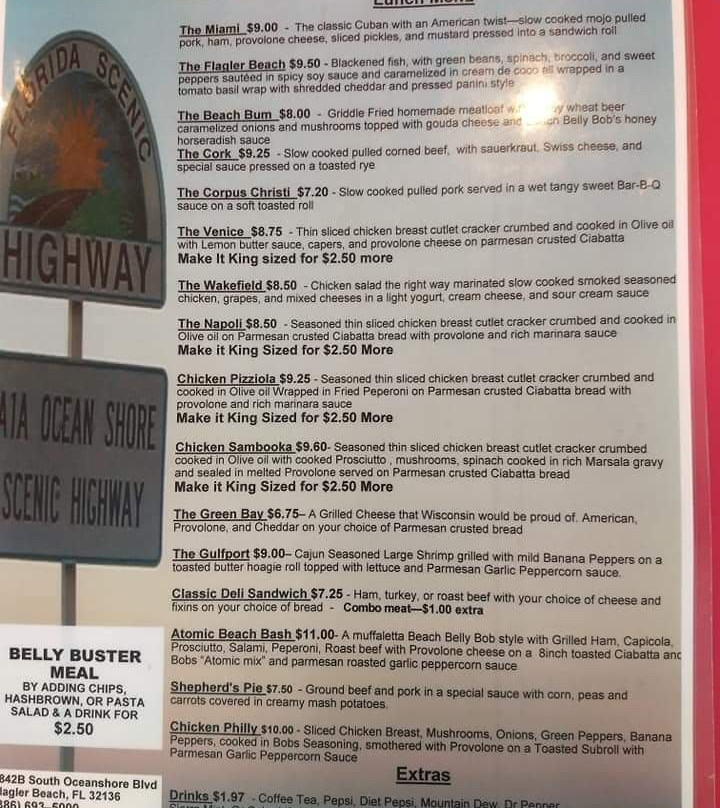 Lunch Menu
The Miami $9.00 - The classic Cuban with an American twist—slow cooked mojo pulled
pork, ham, provolone cheese, sliced pickles, and mustard pressed into a sandwich roll
The Flagler Beach $9.50 - Blackened fish, with green beans, spinach, broccoli, and sweet
peppers sautéed in spicy soy sauce and caramelized in cream de coco all wrapped in a
tomato basil wrap with shredded cheddar and pressed panini style
The Beach Bum $8.00 - Griddle Fried homemade meatloaf wheat beer
caramelized onions and mushrooms topped with gouda cheese and Belly Bob's honey
horseradish sauce
The Cork $9.25 - Slow cooked pulled corned beef, with sauerkraut, Swiss cheese, and
special sauce pressed on a toasted rye
The Corpus Christi $7.20 - Slow cooked pulled pork served in a wet tangy sweet Bar-B-Q
sauce on a soft toasted roll
The Venice $8.75 - Thin sliced chicken breast cutlet cracker crumbed and cooked in Olive oil
with Lemon butter sauce, capers, and provolone cheese on parmesan crusted Ciabatta
Make It King sized for $2.50 more
The Wakefield $8.50 - Chicken salad the right way marinated slow cooked smoked seasoned
chicken, grapes, and mixed cheeses in a light yogurt, cream cheese, and sour cream sauce
The Napoli $8.50 - Seasoned thin sliced chicken breast cutlet cracker crumbed and cooked in
Olive oil on Parmesan crusted Ciabatta bread with provolone and rich marinara sauce
Make it King Sized for $2.50 More
Chicken Pizziola $9.25 - Seasoned thin sliced chicken breast cutlet cracker crumbed and
cooked in Olive oil Wrapped in Fried Peperoni on Parmesan crusted Ciabatta bread with
provolone and rich marinara sauce
Make it King Sized for $2.50 More
Chicken Sambooka $9.60- Seasoned thin sliced chicken breast cutlet cracker crumbed
cooked in Olive oil with cooked Prosciutto , mushrooms, spinach cooked in rich Marsala gravy
and sealed in melted Provolone served on Parmesan crusted Ciabatta bread
Make it King Sized for $2.50 More
The Green Bay $6.75– A Grilled Cheese that Wisconsin would be proud of. American,
Provolone, and Cheddar on your choice of Parmesan crusted bread
The Gulfport $9.00– Cajun Seasoned Large Shrimp grilled with mild Banana Peppers on a
toasted butter hoagie roll topped with lettuce and Parmesan Garlic Peppercorn sauce.
Classic Deli Sandwich $7.25 - Ham, turkey, or roast beef with your choice of cheese and
fixins on your choice of bread - Combo meat—$1.00 extra
Atomic Beach Bash $11.00- A muffaletta Beach Belly Bob style with Grilled Ham, Capicola,
Prosciutto, Salami, Peperoni, Roast beef with Provolone cheese on a 8inch toasted Ciabatta and
Bobs "Atomic mix" and parmesan roasted garlic peppercorn sauce
Shepherd's Pie $7.50 - Ground beef and pork in a special sauce with corn, peas and
carrots covered in creamy mash potatoes.
Chicken Philly $10.00 - Sliced Chicken Breast, Mushrooms, Onions, Green Peppers, Banana
Peppers, cooked in Bobs Seasoning, smothered with Provolone on a Toasted Subroll with
Parmesan Garlic Peppercorn Sauce
Extras
Drinks $1.97 - Coffee Tea, Pepsi, Diet Pepsi, Mountain Dew, Dr Pepper
FLORIDA SCENIC
HIGHWAY
A1A OCEAN SHORE
SCENIC HIGHWAY
BELLY BUSTER
MEAL
BY ADDING CHIPS,
HASHBROWN, OR PASTA
SALAD & A DRINK FOR
$2.50
842B South Oceanshore Blvd
lagler Beach, FL 32136